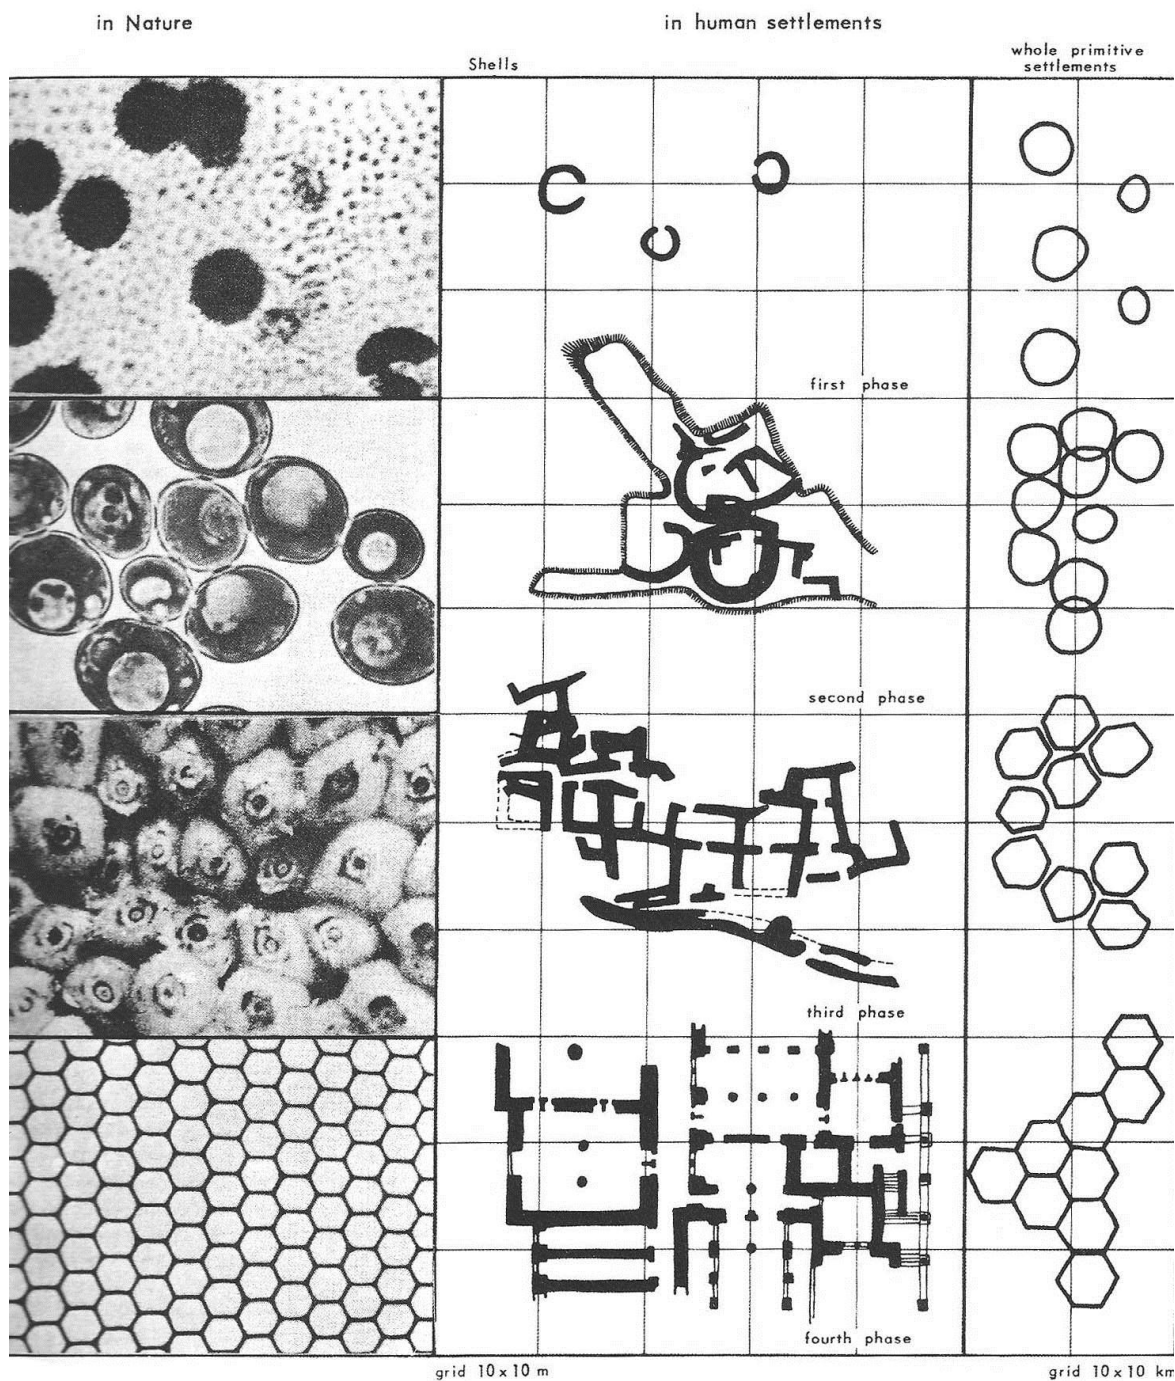 in Nature
in human settlements
Shells
whole primitive
settlements
first phase
second phase
third phase
fourth phase
grid 10×10 m
grid 10×10 km